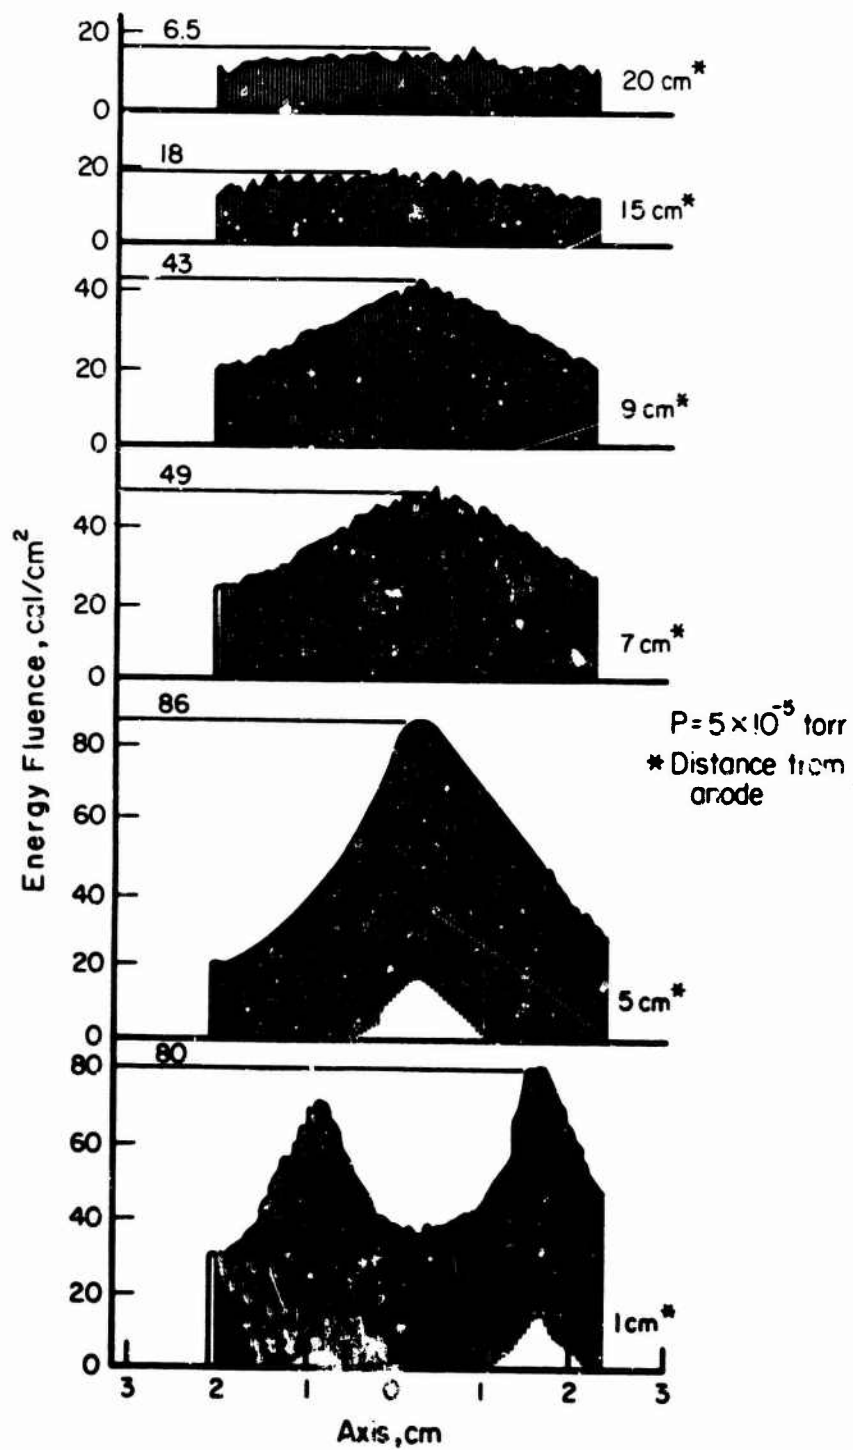 20
6.5
0
20 cm*
20
18
0
15 cm*
43
40
20
0
9 cm*
49
40
20
0
7 cm*
Energy Fluence, cal/cm²
86
80
60
40
20
0
5 cm*
P = 5 × 10⁻⁵ torr
* Distance from
anode
80
80
60
40
20
0
1 cm*
3 2 1 0 1 2 3
Axis, cm